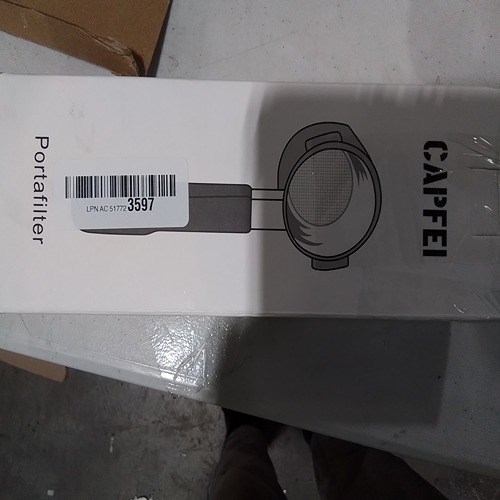 CAPFEI
Portafilter
LPN AC 51772 3597